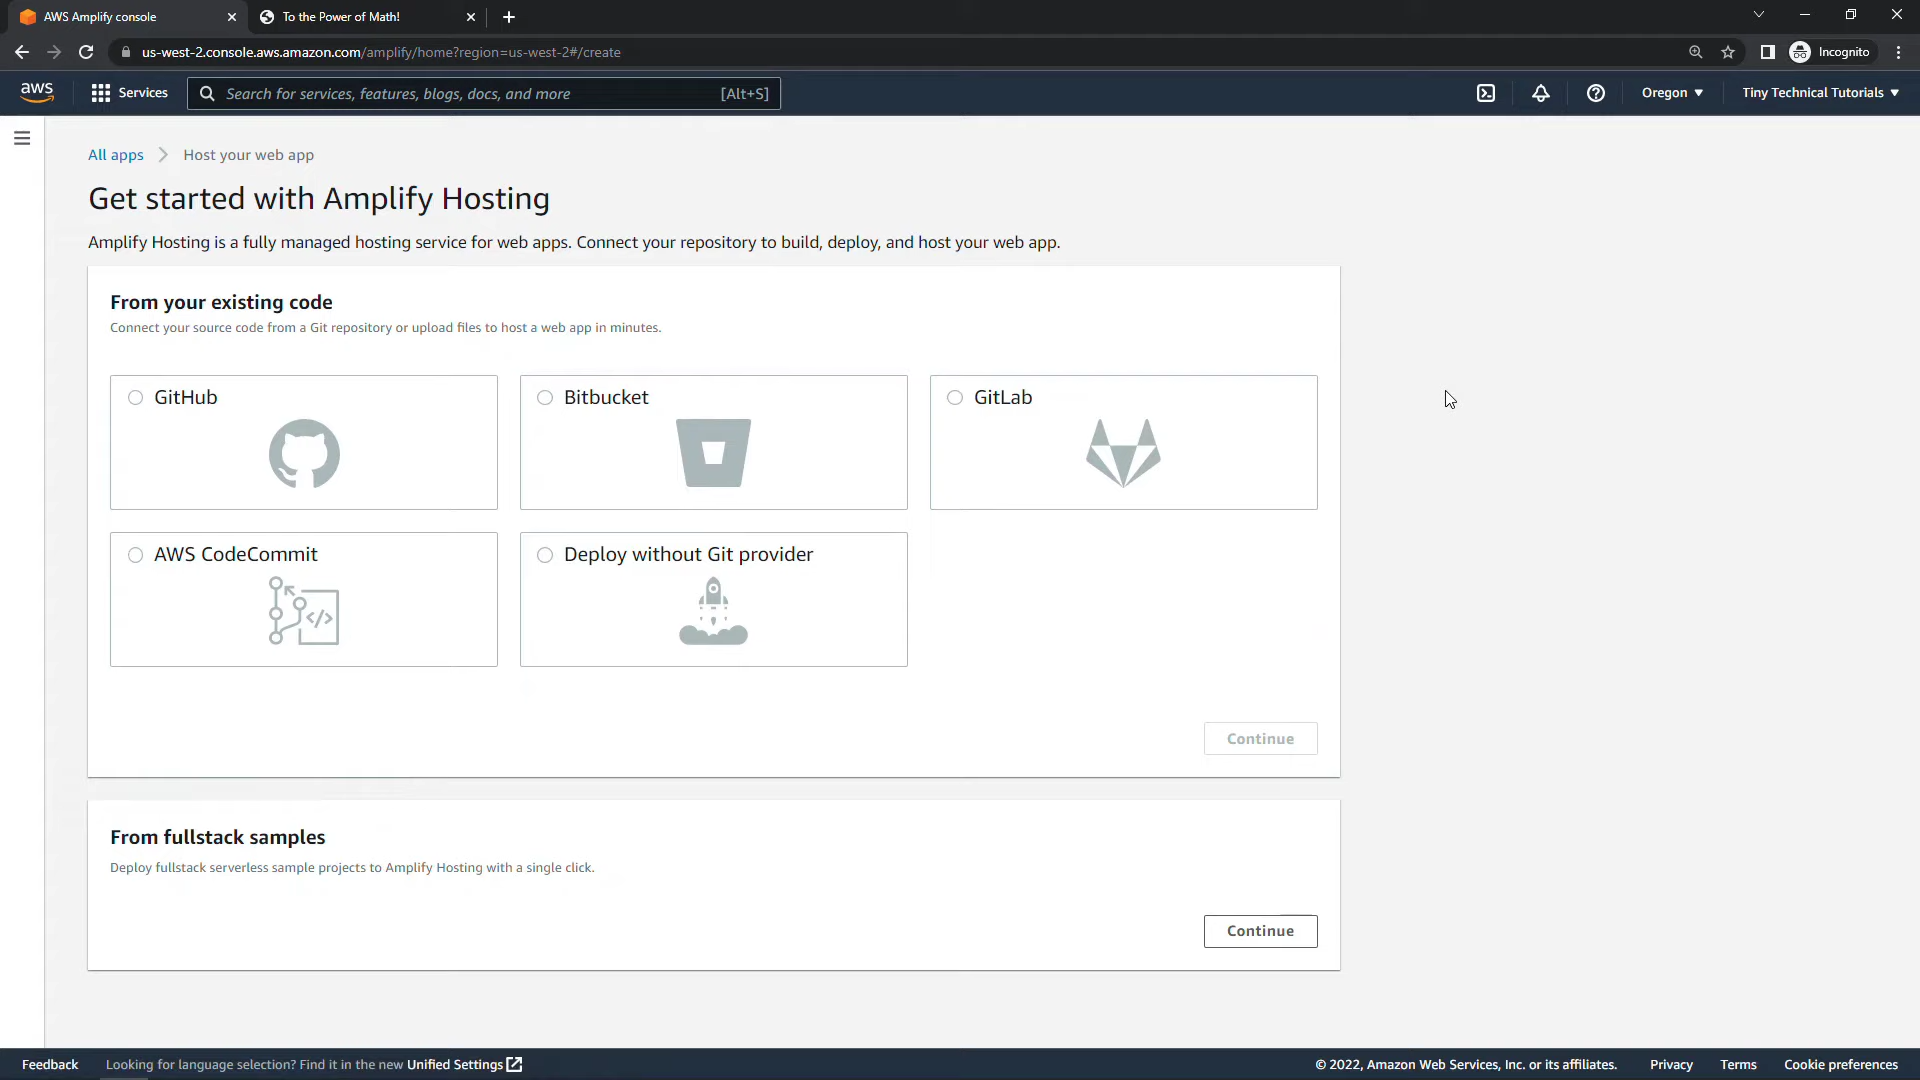 AWS Amplify console
To the Power of Math!
us-west-2.console.aws.amazon.com/amplify/home?region=us-west-2#/create
Incognito
aws
Services
Search for services, features, blogs, docs, and more
[Alt+S]
Oregon
Tiny Technical Tutorials
All apps
Host your web app
Get started with Amplify Hosting
Amplify Hosting is a fully managed hosting service for web apps. Connect your repository to build, deploy, and host your web app.
From your existing code
Connect your source code from a Git repository or upload files to host a web app in minutes.
GitHub
Bitbucket
GitLab
AWS CodeCommit
Deploy without Git provider
Continue
From fullstack samples
Deploy fullstack serverless sample projects to Amplify Hosting with a single click.
Continue
Feedback
Looking for language selection? Find it in the new Unified Settings
© 2022, Amazon Web Services, Inc. or its affiliates.
Privacy
Terms
Cookie preferences